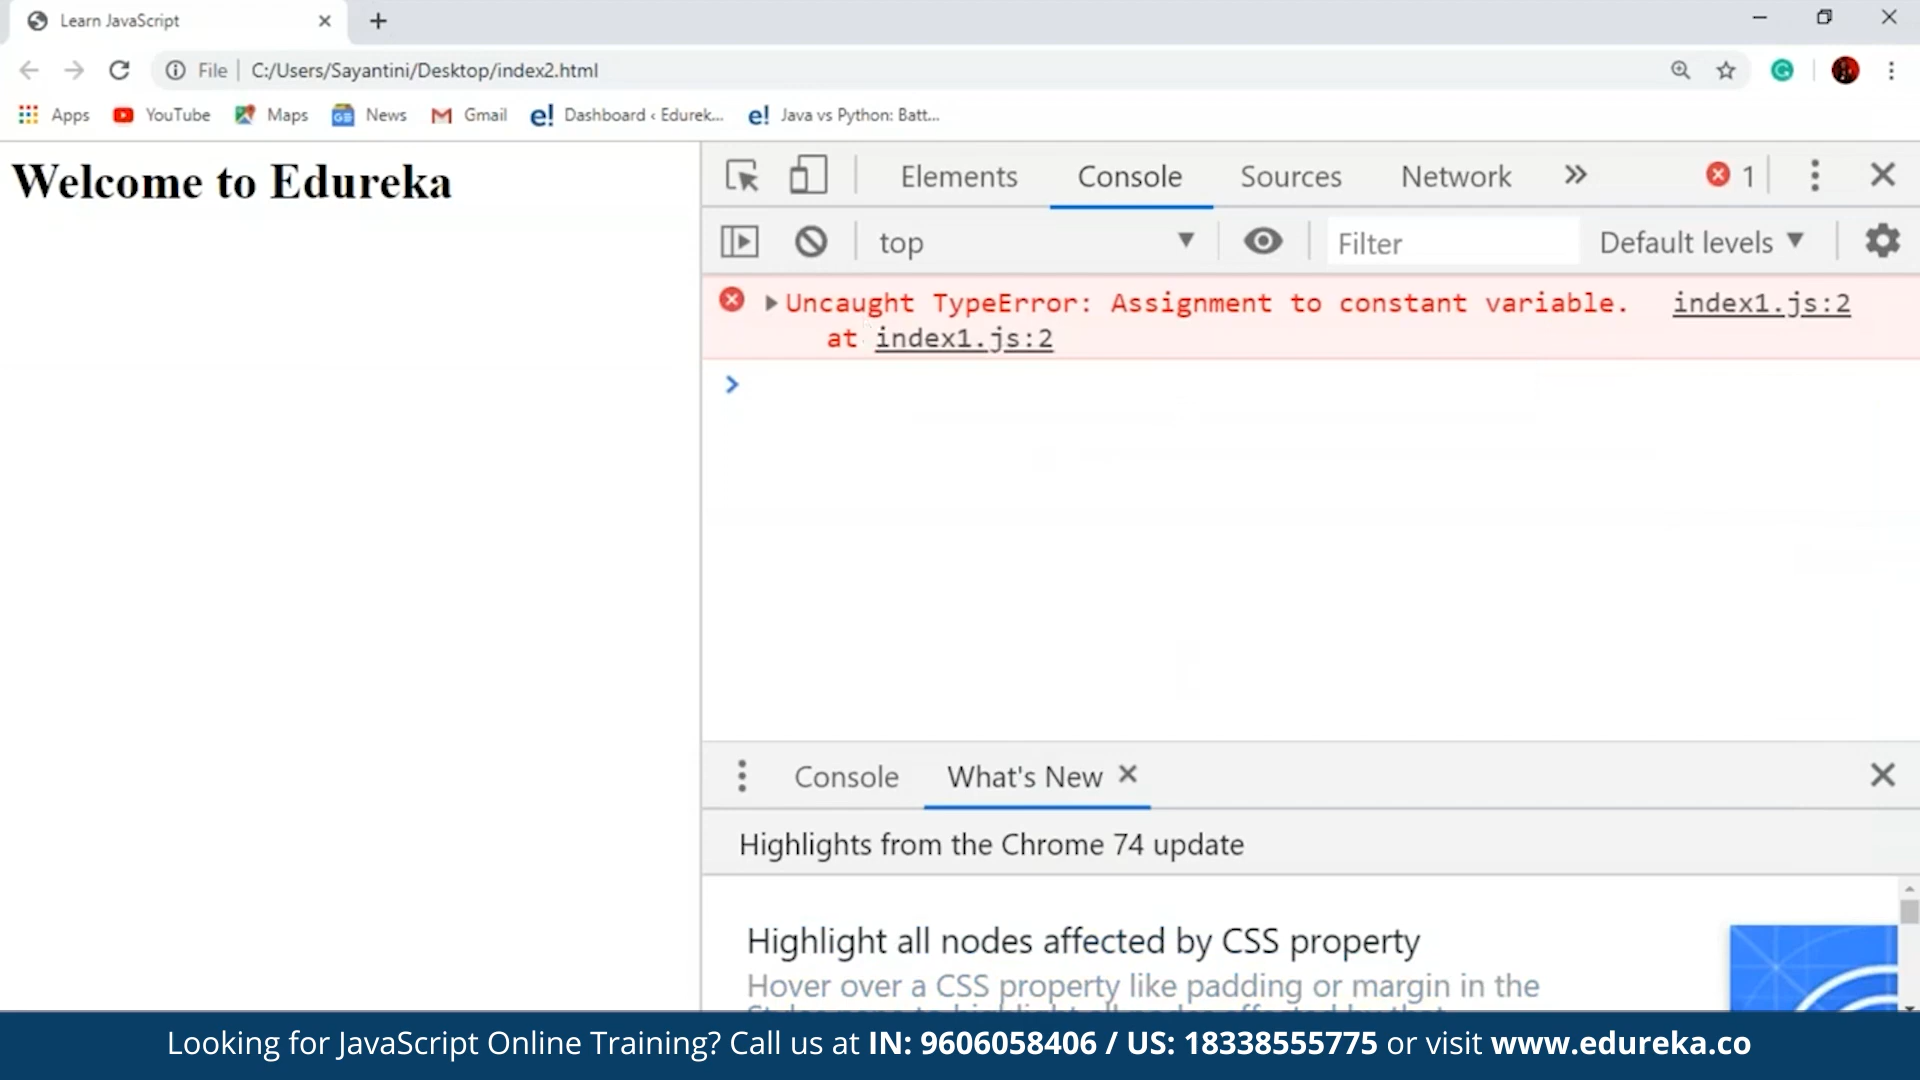 Learn JavaScript
File | C:/Users/Sayantini/Desktop/index2.html
Apps YouTube Maps News Gmail Dashboard ‹ Edurek... Java vs Python: Batt...
Welcome to Edureka
Elements Console Sources Network 1
top Filter Default levels
Uncaught TypeError: Assignment to constant variable. index1.js:2
at index1.js:2
Console What's New
Highlights from the Chrome 74 update
Highlight all nodes affected by CSS property
Hover over a CSS property like padding or margin in the
Looking for JavaScript Online Training? Call us at IN: 9606058406 / US: 18338555775 or visit www.edureka.co